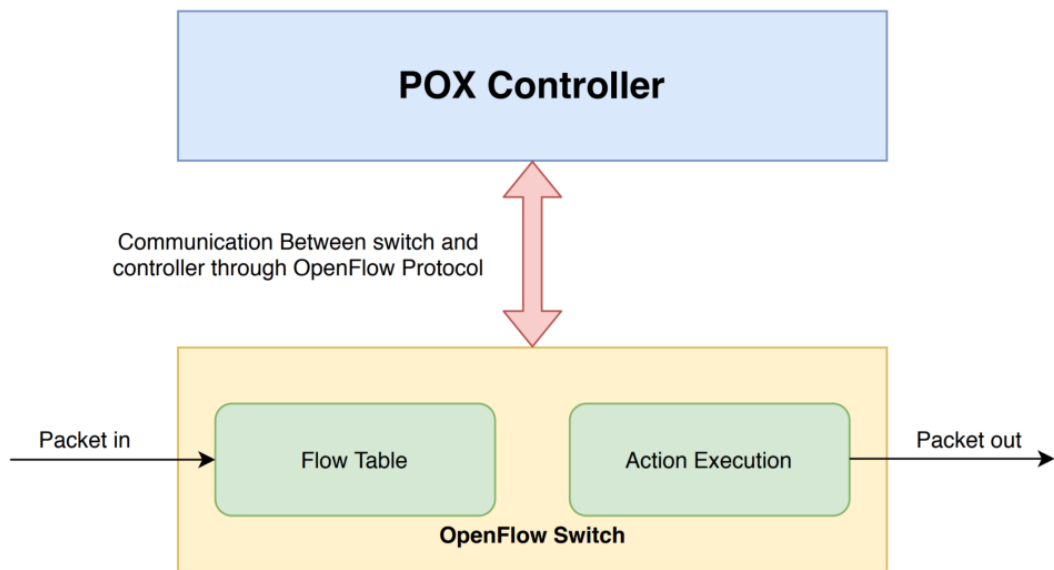 POX Controller
Communication Between switch and
controller through OpenFlow Protocol
Packet in
Flow Table
Action Execution
Packet out
OpenFlow Switch